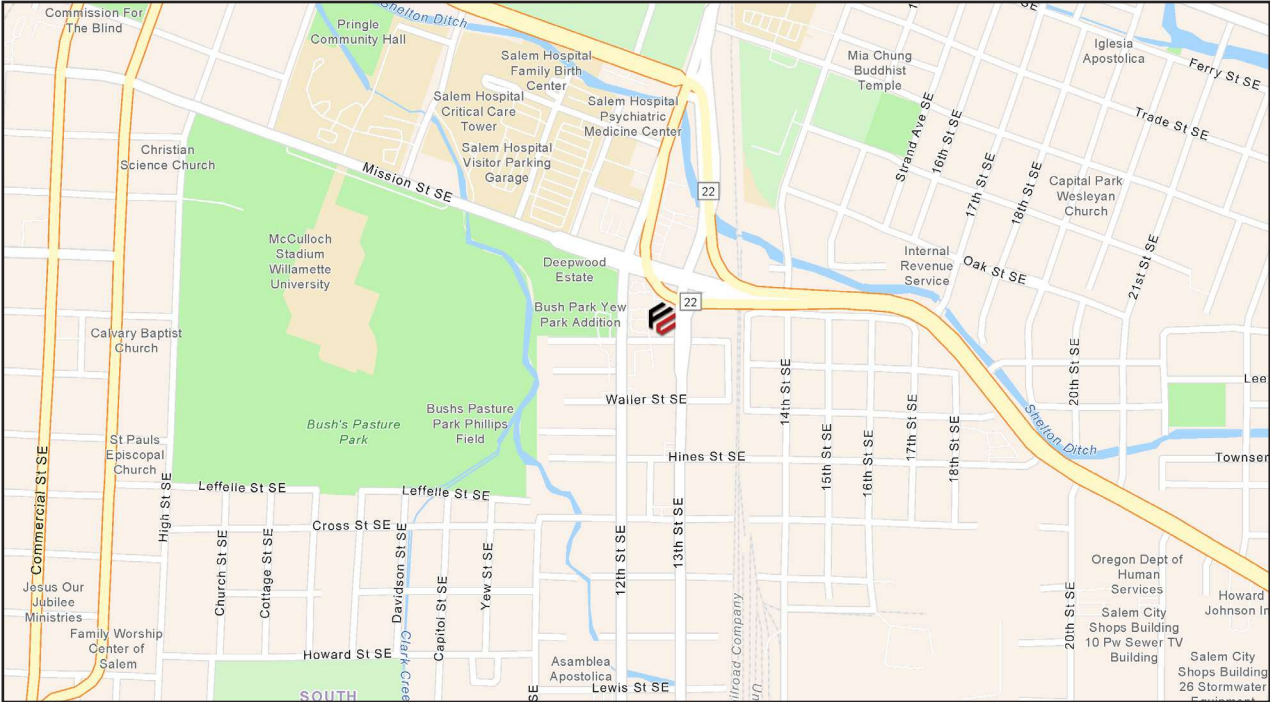 Commission For
The Blind
Shelton Ditch
Pringle
Community Hall
Salem Hospital
Family Birth
Center
Salem Hospital
Critical Care
Tower
Salem Hospital
Psychiatric
Medicine Center
Salem Hospital
Visitor Parking
Garage
Mia Chung
Buddhist
Temple
Iglesia
Apostolica
Ferry St SE
Trade St SE
SE
Strand Ave SE
16th St SE
17th St SE
18th St SE
Capital Park
Wesleyan
Church
Christian
Science Church
Mission St SE
22
McCulloch
Stadium
Willamette
University
Deepwood
Estate
Internal
Revenue
Service
Oak St SE
21st St SE
22
Bush Park Yew
Park Addition
Calvary Baptist
Church
Waller St SE
14th St SE
20th St SE
Lee
Bush's Pasture
Park
Bushs Pasture
Park Phillips
Field
Shelton Ditch
St Pauls
Episcopal
Church
Hines St SE
15th St SE
16th St SE
17th St SE
18th St SE
Townser
Commercial St SE
High St SE
Leffelle St SE
Leffelle St SE
Cross St SE
Church St SE
Cottage St SE
Davidson St SE
Capitol St SE
Yew St SE
12th St SE
13th St SE
Oregon Dept of
Human
Services
Jesus Our
Jubilee
Ministries
Howard
Johnson In
Family Worship
Center of
Salem
Howard St SE
Clark Cree
20th St SE
Salem City
Shops Building
10 Pw Sewer TV
Building
Asamblea
Apostolica
Lewis St SE
SE
ilroad Company
Un
Salem City
Shops Building
26 Stormwater
Equipment
SOUTH